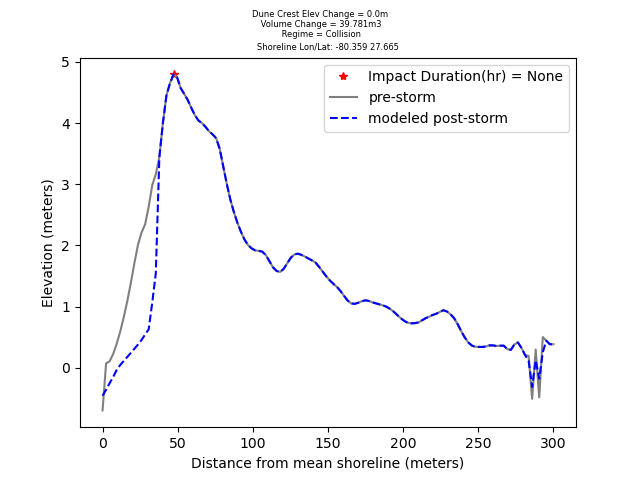 Dune Crest Elev Change = 0.0m
Volume Change = 39.781m3
Regime = Collision
Shoreline Lon/Lat: -80.359 27.665
Impact Duration(hr) = None
pre-storm
modeled post-storm
Elevation (meters)
5
4
3
2
1
0
0 50 100 150 200 250 300
Distance from mean shoreline (meters)